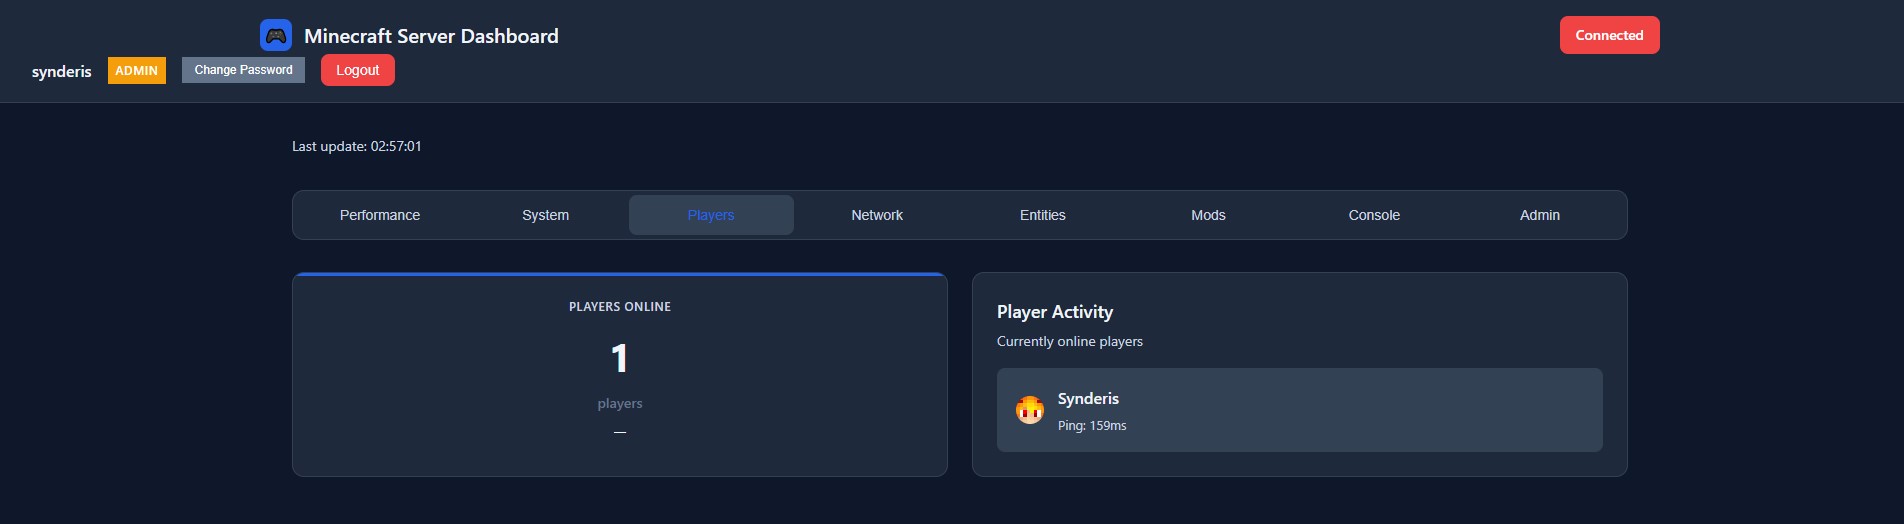 Minecraft Server Dashboard
Connected
synderis ADMIN Change Password Logout
Last update: 02:57:01
Performance System Players Network Entities Mods Console Admin
PLAYERS ONLINE
1
players
—
Player Activity
Currently online players
Synderis
Ping: 159ms